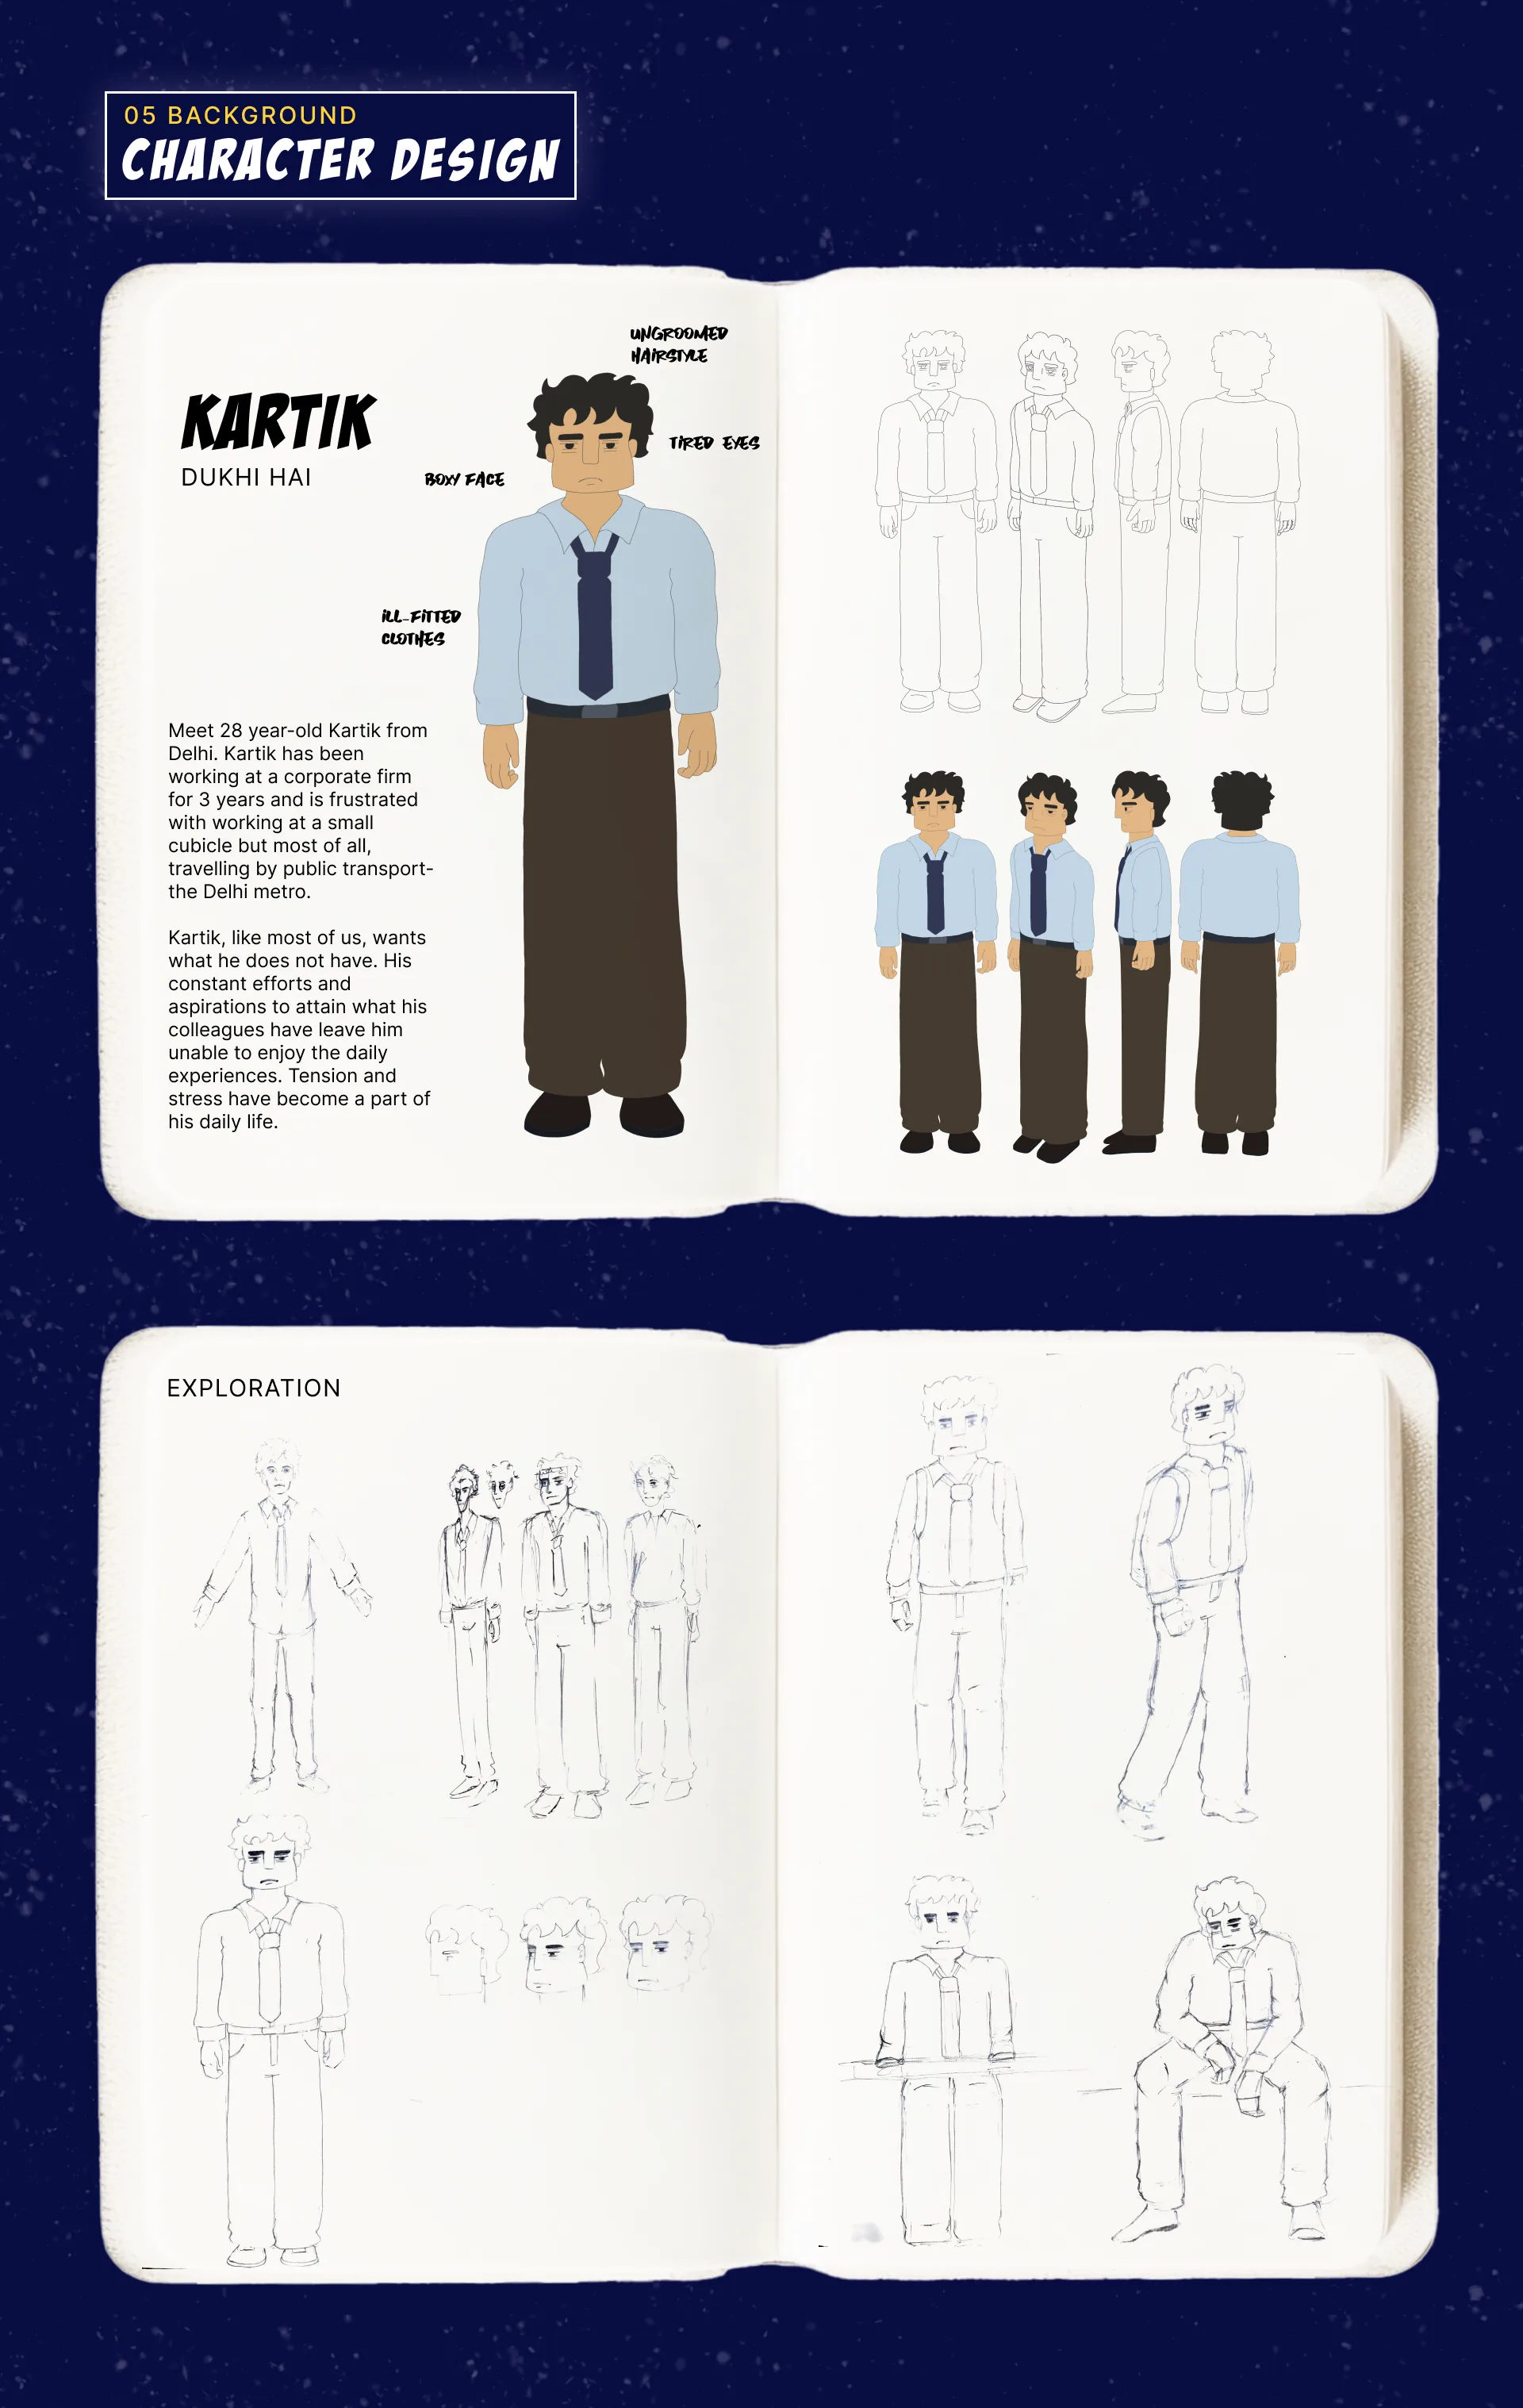 05 BACKGROUND
CHARACTER DESIGN
KARTIK
DUKHI HAI
UNGROOMED
HAIRSTYLE
TIRED EYES
BOXY FACE
ILL-FITTED
CLOTHES
Meet 28 year-old Kartik from
Delhi. Kartik has been
working at a corporate firm
for 3 years and is frustrated
with working at a small
cubicle but most of all,
travelling by public transport-
the Delhi metro.
Kartik, like most of us, wants
what he does not have. His
constant efforts and
aspirations to attain what his
colleagues have leave him
unable to enjoy the daily
experiences. Tension and
stress have become a part of
his daily life.
EXPLORATION